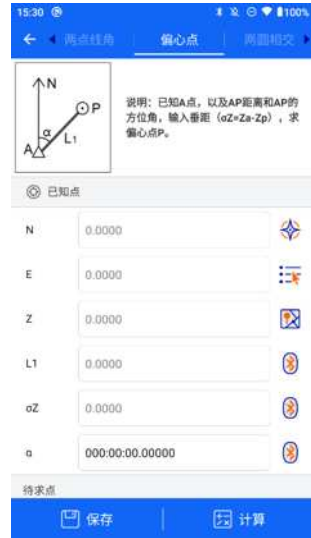 15:30 100%
两点线角 偏心点 两圆相交
N
P
α
L1
A
说明：已知A点，以及AP距离和AP的
方位角，输入垂距（σZ=Za-Zp），求
偏心点P。
已知点
N 0.0000
E 0.0000
Z 0.0000
L1 0.0000
σZ 0.0000
α 000:00:00.00000
待求点
保存 计算